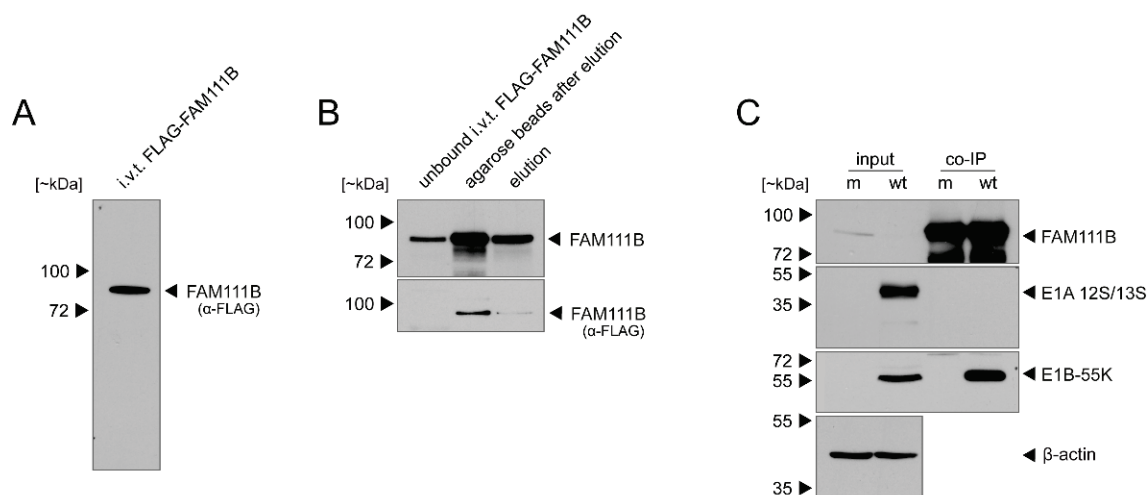 A
i.v.t. FLAG-FAM111B
[~kDa]
100 ►
72 ►
◄ FAM111B
(α-FLAG)
B
unbound i.v.t. FLAG-FAM111B
agarose beads after elution
elution
[~kDa]
100 ►
72 ►
◄ FAM111B
100 ►
◄ FAM111B
(α-FLAG)
C
input co-IP
[~kDa] m wt m wt
100 ►
72 ►
◄ FAM111B
55 ►
35 ►
◄ E1A 12S/13S
72 ►
55 ►
◄ E1B-55K
55 ►
◄ β-actin
35 ►